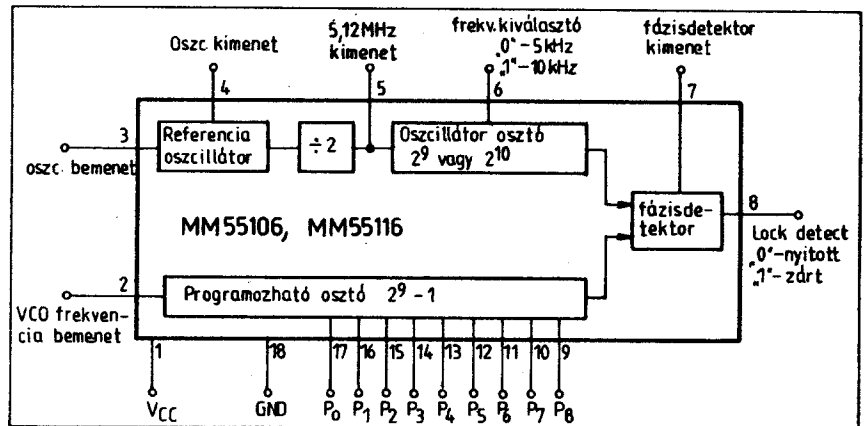 Oszc. kimenet
5,12MHz
kimenet
frekv. kiválasztó
„0"-5kHz
„1"-10kHz
fázisdetektor
kimenet
4
5
6
7
3
oszc. bemenet
Referencia
oszcillátor
÷2
Oszcillátor osztó
2⁹ vagy 2¹⁰
fázisde-
tektor
8
Lock detect
„0"-nyitott
„1"-zárt
MM55106, MM55116
2
VCO frekven-
cia bemenet
Programozható osztó 2⁹-1
1
18
17
16
15
14
13
12
11
10
9
VCC
GND
P0
P1
P2
P3
P4
P5
P6
P7
P8